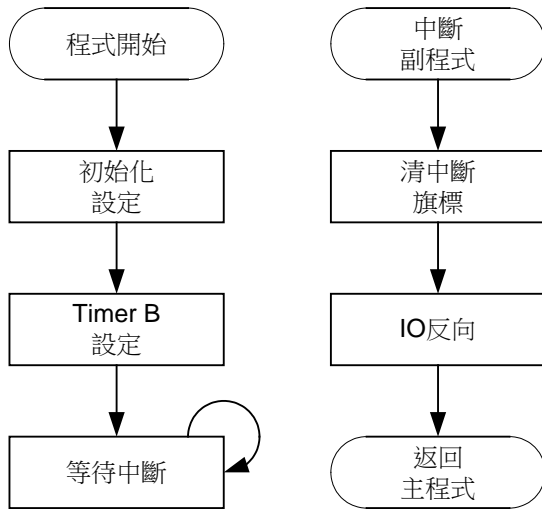 程式開始
初始化
設定
Timer B
設定
等待中斷
中斷
副程式
清中斷
旗標
IO反向
返回
主程式